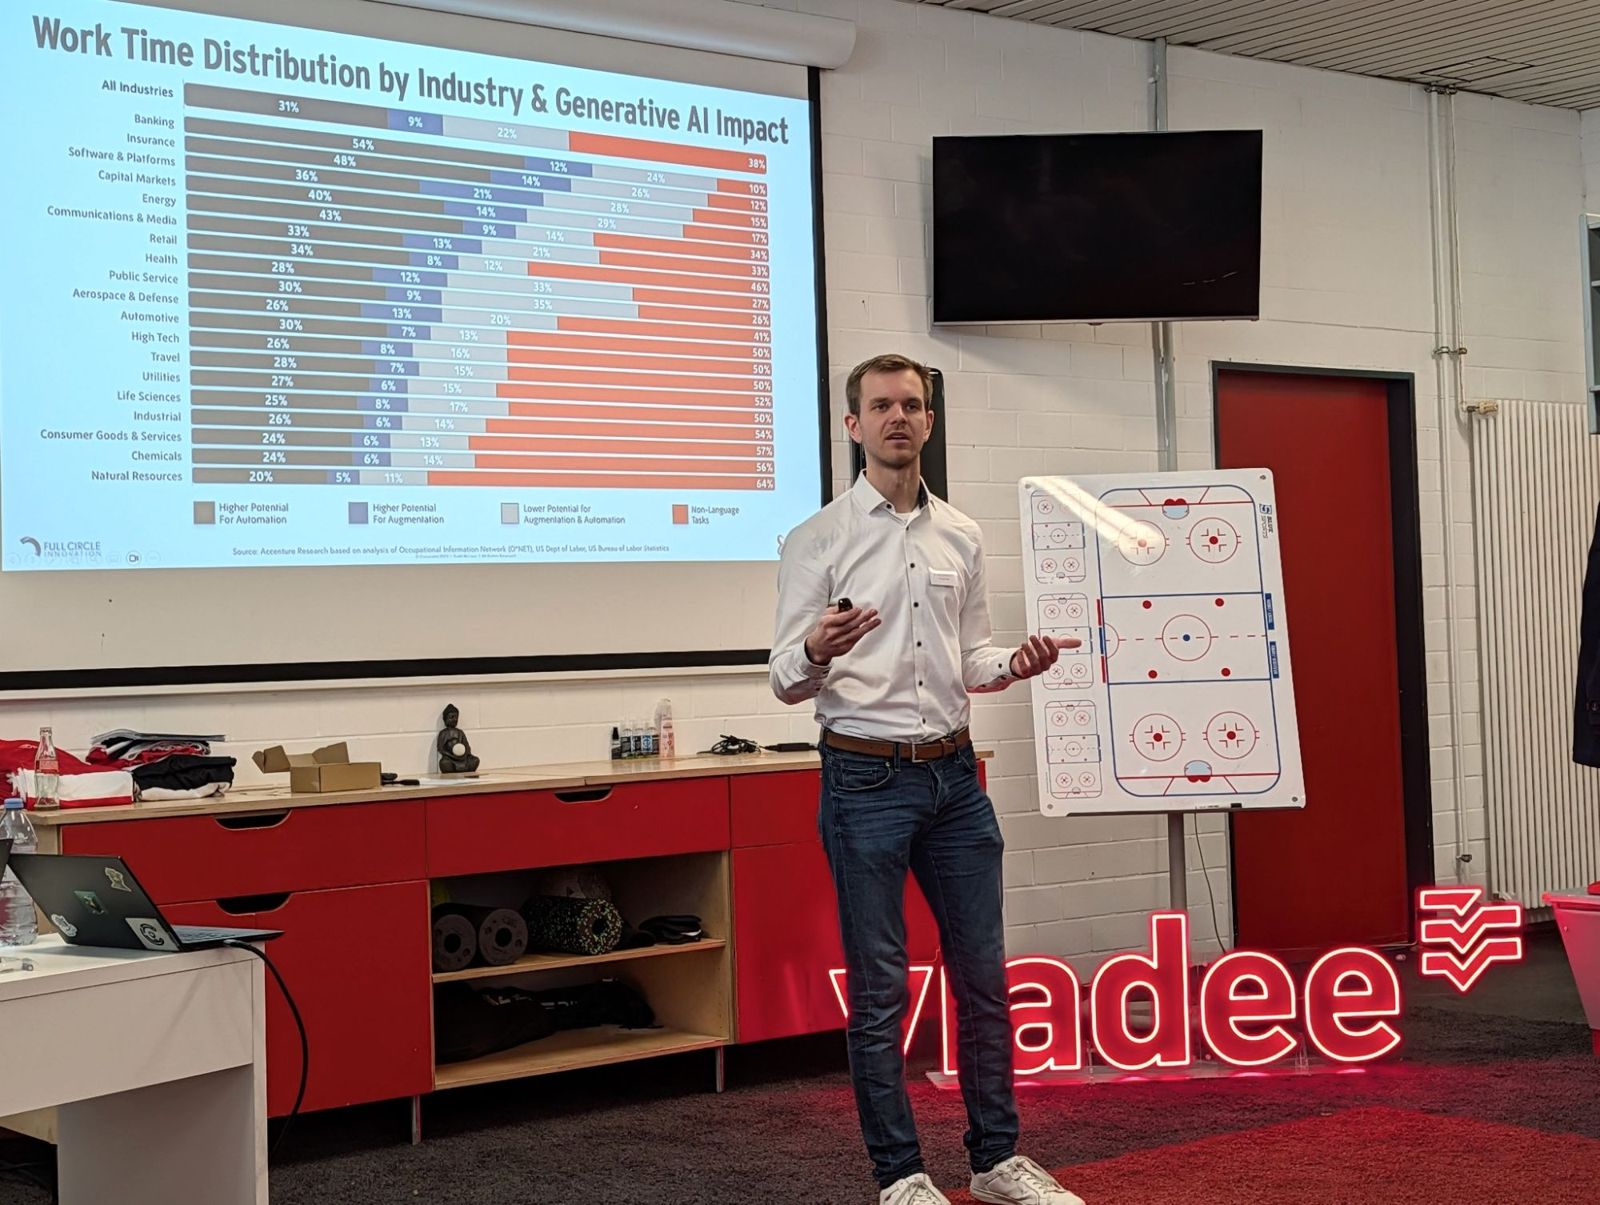 Work Time Distribution by Industry & Generative AI Impact
All Industries 31% 9% 22% 38%
Banking 54% 12% 24% 10%
Insurance 48% 14% 26% 12%
Software & Platforms 36% 21% 28% 15%
Capital Markets 40% 14% 29% 17%
Energy 43% 9% 14% 34%
Communications & Media 33% 13% 21% 33%
Retail 34% 8% 12% 46%
Health 28% 12% 33% 27%
Public Service 30% 9% 35% 26%
Aerospace & Defense 26% 13% 20% 41%
Automotive 30% 7% 13% 50%
High Tech 26% 8% 16% 50%
Travel 28% 7% 15% 50%
Utilities 27% 6% 15% 52%
Life Sciences 25% 8% 17% 50%
Industrial 26% 6% 14% 54%
Consumer Goods & Services 24% 6% 13% 57%
Chemicals 24% 6% 14% 56%
Natural Resources 20% 5% 11% 64%
Higher Potential For Automation
Higher Potential For Augmentation
Lower Potential for Augmentation & Automation
Non-Language Tasks
FULL CIRCLE
INNOVATION
Source: Accenture Research based on analysis of Occupational Information Network (O*NET), US Dept of Labor, US Bureau of Labor Statistics
adee